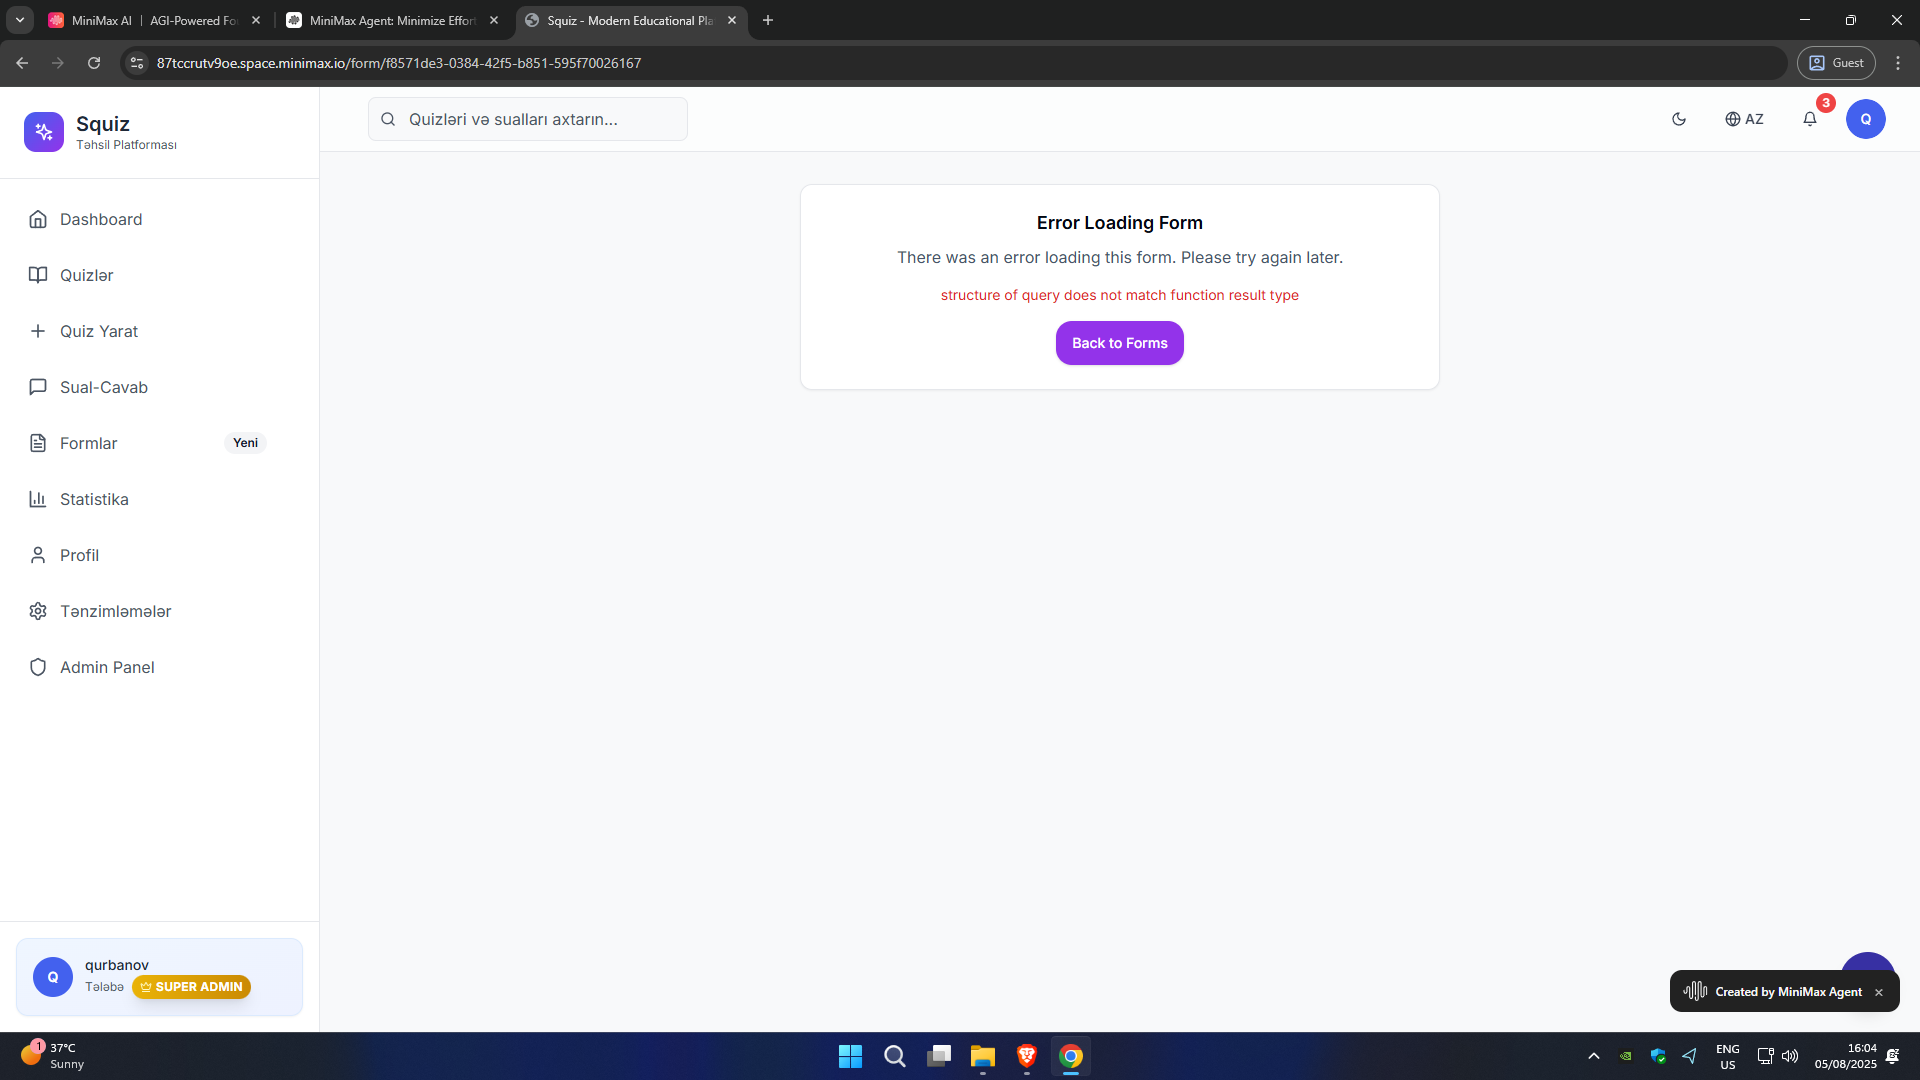 MiniMax AI | AGI-Powered Fo
MiniMax Agent: Minimize Effor
Squiz - Modern Educational Pla
87tccrutv9oe.space.minimax.io/form/f8571de3-0384-42f5-b851-595f70026167
Guest
Squiz
Təhsil Platforması
Quizləri və sualları axtarın...
AZ
3
Q
Dashboard
Quizlər
Quiz Yarat
Sual-Cavab
Formlar
Yeni
Statistika
Profil
Tənzimləmələr
Admin Panel
Error Loading Form
There was an error loading this form. Please try again later.
structure of query does not match function result type
Back to Forms
Q
qurbanov
Tələbə
SUPER ADMIN
Created by MiniMax Agent
1
37°C
Sunny
ENG
US
16:04
05/08/2025